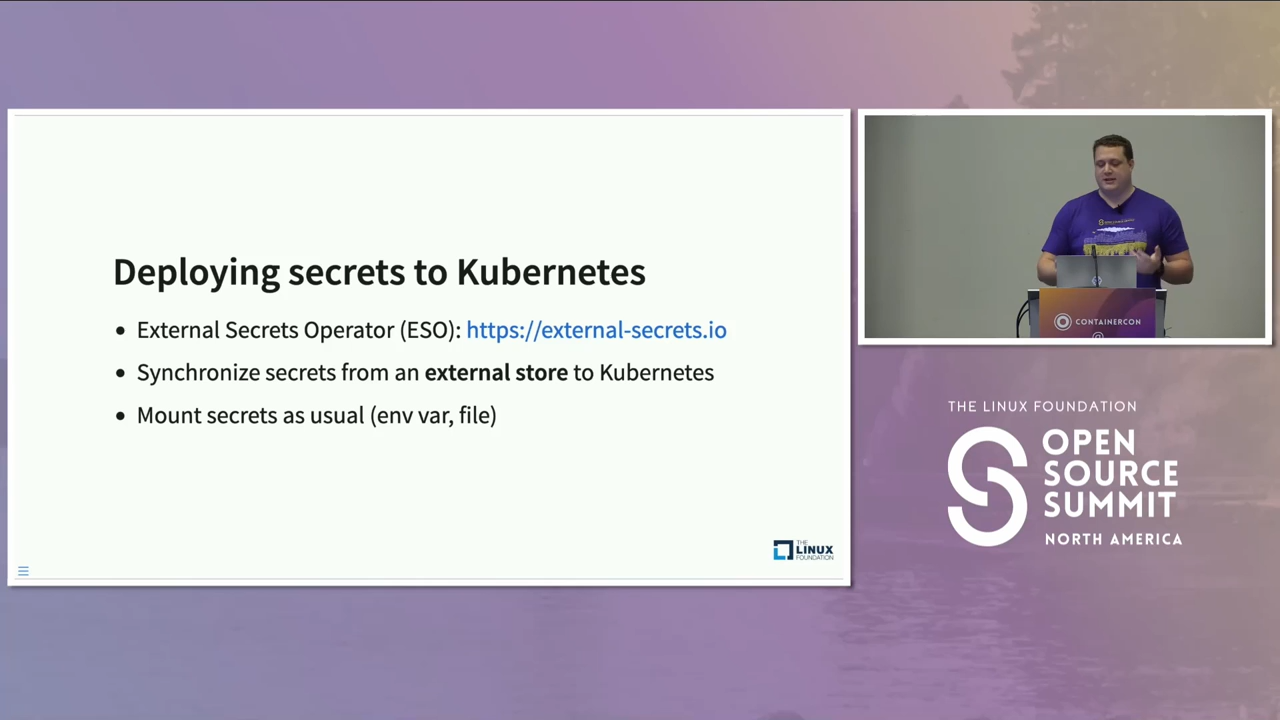 Deploying secrets to Kubernetes
• External Secrets Operator (ESO): https://external-secrets.io
• Synchronize secrets from an external store to Kubernetes
• Mount secrets as usual (env var, file)
THE
LINUX
FOUNDATION
CONTAINERCON
@
THE LINUX FOUNDATION
OPEN
SOURCE
SUMMIT
NORTH AMERICA